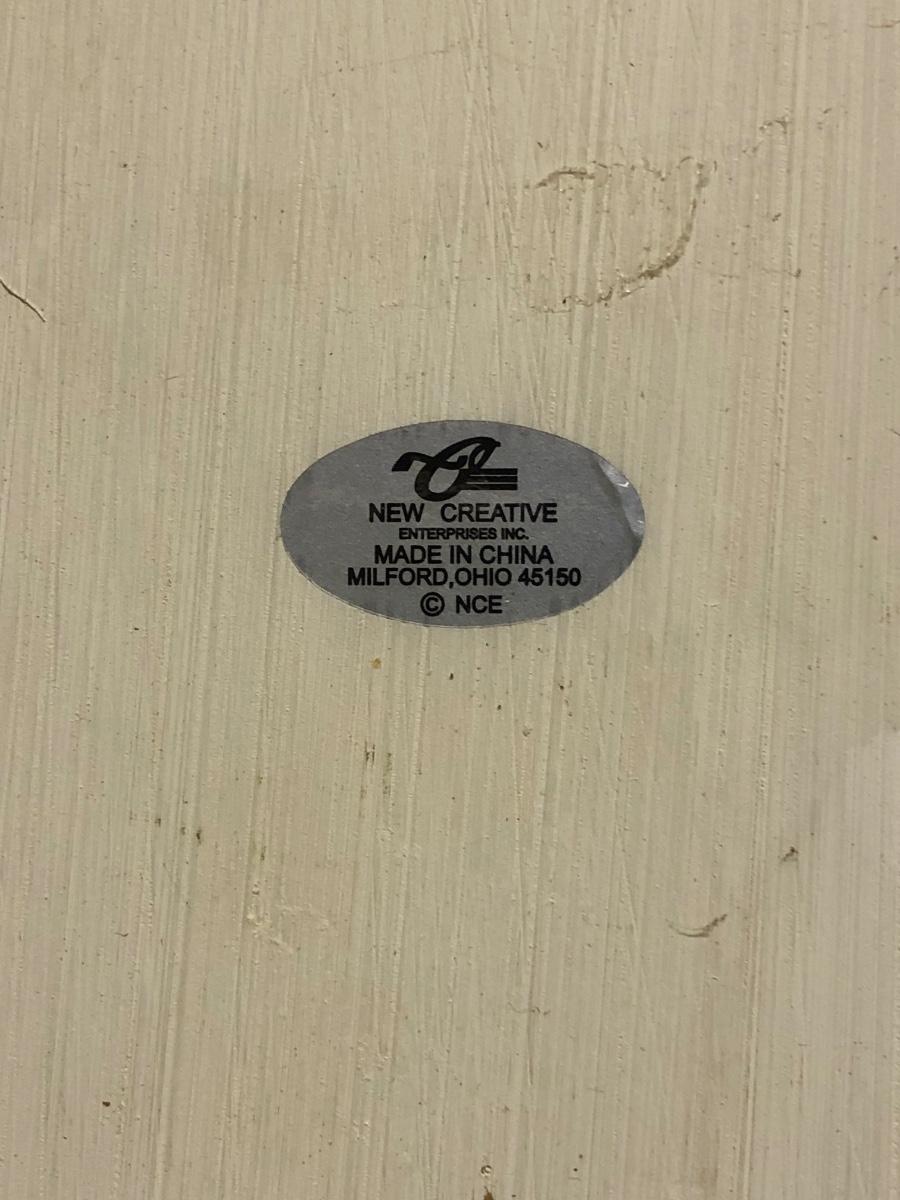 NEW CREATIVE
ENTERPRISES INC.
MADE IN CHINA
MILFORD,OHIO 45150
© NCE